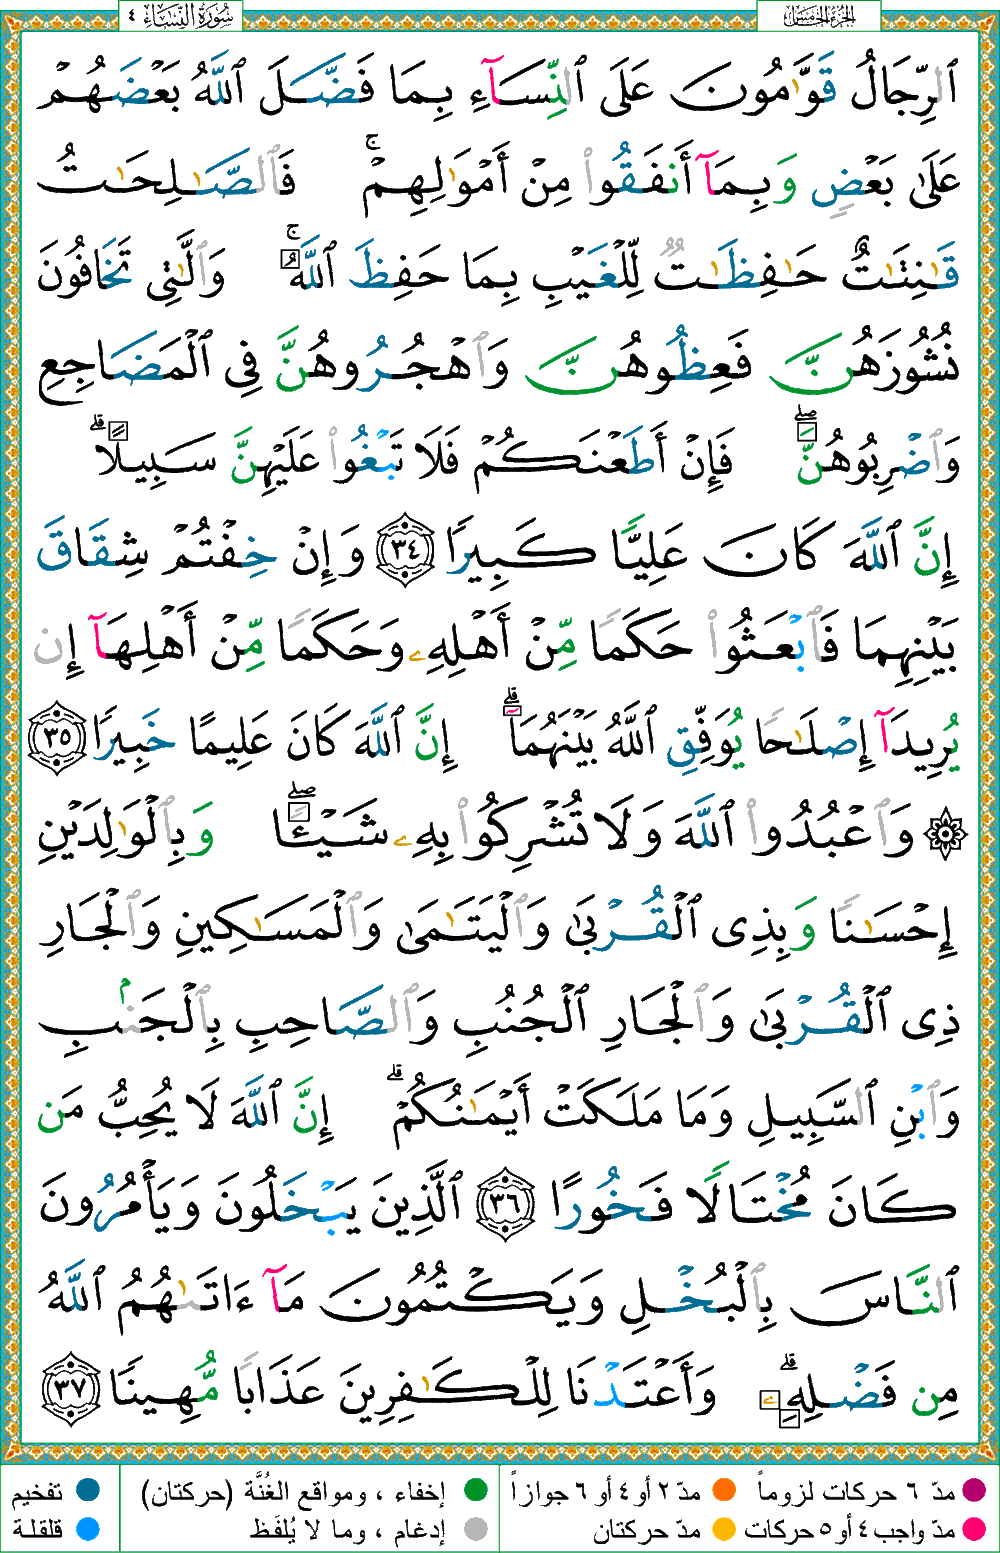 سُورَةُ النِّسَاءِ ٤
الجزء الخامس
ٱلرِّجَالُ قَوَّٰمُونَ عَلَى ٱلنِّسَآءِ بِمَا فَضَّلَ ٱللَّهُ بَعۡضَهُمۡ
عَلَىٰ بَعۡضٖ وَبِمَآ أَنفَقُواْ مِنۡ أَمۡوَٰلِهِمۡۚ فَٱلصَّٰلِحَٰتُ
قَٰنِتَٰتٌ حَٰفِظَٰتٞ لِّلۡغَيۡبِ بِمَا حَفِظَ ٱللَّهُۚ وَٱلَّٰتِي تَخَافُونَ
نُشُوزَهُنَّ فَعِظُوهُنَّ وَٱهۡجُرُوهُنَّ فِي ٱلۡمَضَاجِعِ
وَٱضۡرِبُوهُنَّۖ فَإِنۡ أَطَعۡنَكُمۡ فَلَا تَبۡغُواْ عَلَيۡهِنَّ سَبِيلًاۗ
إِنَّ ٱللَّهَ كَانَ عَلِيّٗا كَبِيرٗا ٣٤ وَإِنۡ خِفۡتُمۡ شِقَاقَ
بَيۡنِهِمَا فَٱبۡعَثُواْ حَكَمٗا مِّنۡ أَهۡلِهِۦ وَحَكَمٗا مِّنۡ أَهۡلِهَآ إِن
يُرِيدَآ إِصۡلَٰحٗا يُوَفِّقِ ٱللَّهُ بَيۡنَهُمَآۗ إِنَّ ٱللَّهَ كَانَ عَلِيمًا خَبِيرٗا ٣٥
۞ وَٱعۡبُدُواْ ٱللَّهَ وَلَا تُشۡرِكُواْ بِهِۦ شَيۡـٔٗاۖ وَبِٱلۡوَٰلِدَيۡنِ
إِحۡسَٰنٗا وَبِذِي ٱلۡقُرۡبَىٰ وَٱلۡيَتَٰمَىٰ وَٱلۡمَسَٰكِينِ وَٱلۡجَارِ
ذِي ٱلۡقُرۡبَىٰ وَٱلۡجَارِ ٱلۡجُنُبِ وَٱلصَّاحِبِ بِٱلۡجَنۢبِ
وَٱبۡنِ ٱلسَّبِيلِ وَمَا مَلَكَتۡ أَيۡمَٰنُكُمۡۗ إِنَّ ٱللَّهَ لَا يُحِبُّ مَن
كَانَ مُخۡتَالٗا فَخُورًا ٣٦ ٱلَّذِينَ يَبۡخَلُونَ وَيَأۡمُرُونَ
ٱلنَّاسَ بِٱلۡبُخۡلِ وَيَكۡتُمُونَ مَآ ءَاتَىٰهُمُ ٱللَّهُ
مِن فَضۡلِهِۦۗ وَأَعۡتَدۡنَا لِلۡكَٰفِرِينَ عَذَابٗا مُّهِينٗا ٣٧
مدّ ٦ حركات لزوماً مدّ ٢ أو ٤ أو ٦ جوازاً إخفاء ، ومواقع الغُنَّة (حركتان) تفخيم
مدّ واجب ٤ أو ٥ حركات مدّ حركتان إدغام ، وما لا يُلفَظ قلقلة